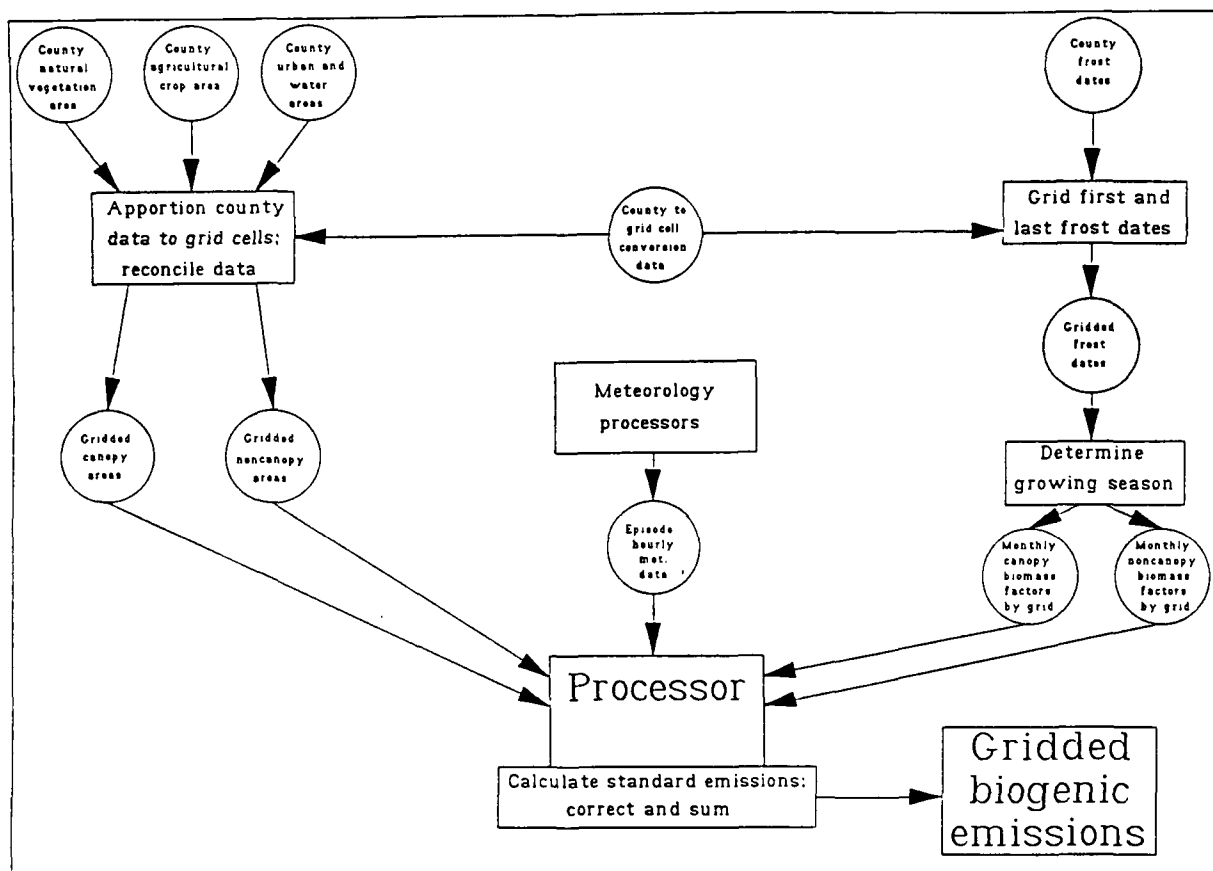 County
natural
vegetation
area
County
agricultural
crop area
County
urban and
water
areas
County
frost
dates
Apportion county
data to grid cells;
reconcile data
County to
grid cell
conversion
data
Grid first and
last frost dates
Gridded
frost
dates
Meteorology
processors
Gridded
canopy
areas
Gridded
noncanopy
areas
Determine
growing season
Episode
hourly
met.
data
Monthly
canopy
biomass
factors
by grid
Monthly
noncanopy
biomass
factors
by grid
Processor
Calculate standard emissions;
correct and sum
Gridded
biogenic
emissions